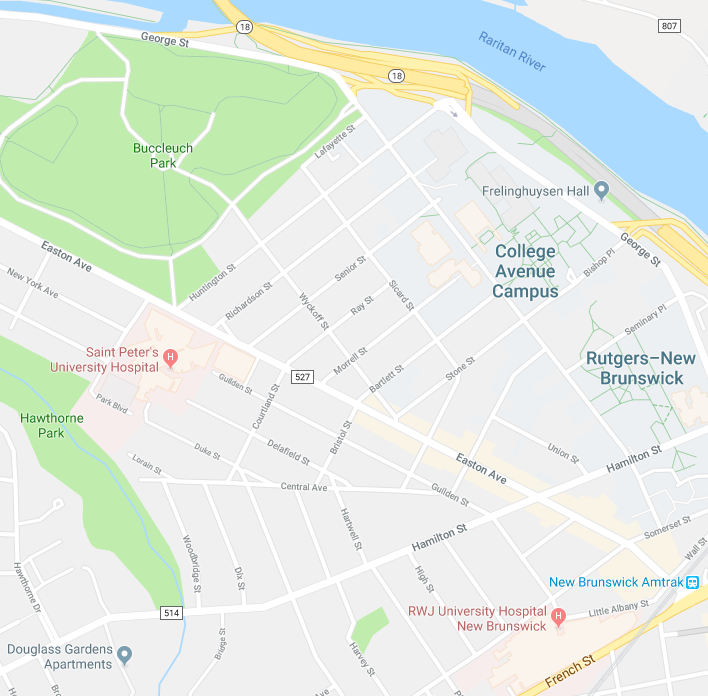 18
807
George St
Raritan River
18
Buccleuch
Park
Lafayette St
Frelinghuysen Hall
George St
Easton Ave
College
Avenue
Campus
Bishop Pl
Huntington St
Senior St
New York Ave
Richardson St
Wyckoff St
Sicard St
Ray St
Seminary Pl
Saint Peter's
University Hospital
H
Morrell St
Rutgers–New
Brunswick
527
Bartlett St
Stone St
Guilden St
Courtland St
Park Blvd
Hawthorne
Park
Bristol St
Duka St
Delafield St
Union St
Hamilton St
Lorain St
Easton Ave
Central Ave
Guilden St
Hartwell St
Hamilton St
Somerset St
Wall St
Woodbridge St
Dix St
High St
New Brunswick Amtrak
Hawthorne Dr
514
RWJ University Hospital
New Brunswick
H
Little Albany St
Bridge St
Douglass Gardens
Apartments
Harvey St
French St
Ave
Bro